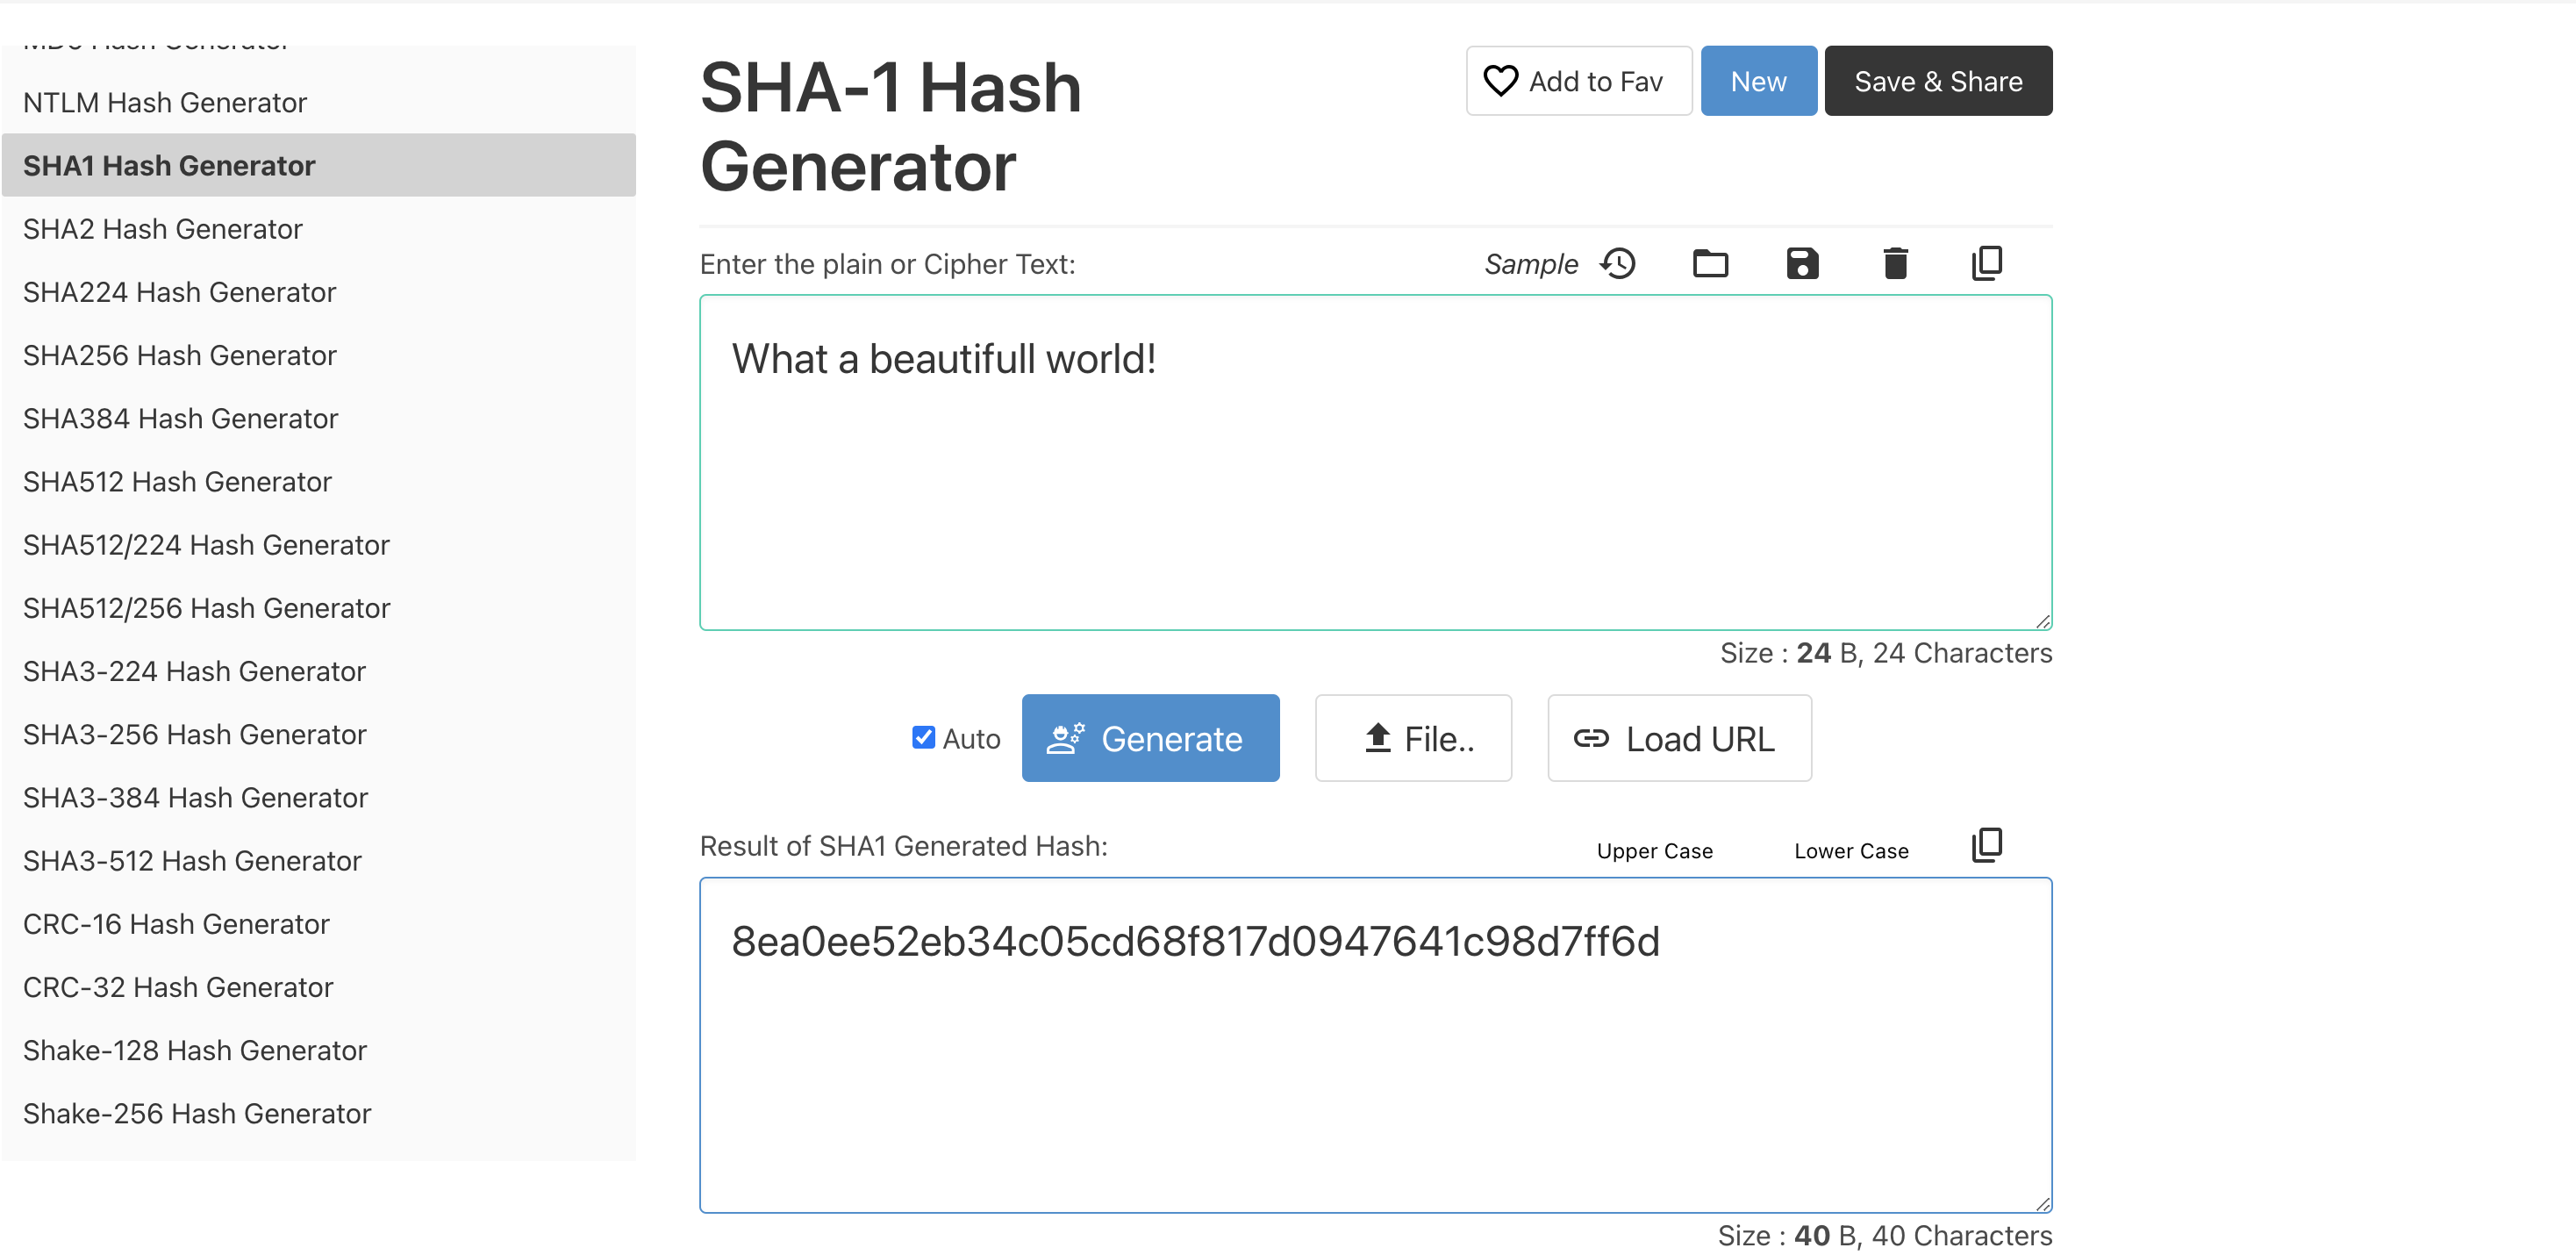 NTLM Hash Generator
SHA1 Hash Generator
SHA2 Hash Generator
SHA224 Hash Generator
SHA256 Hash Generator
SHA384 Hash Generator
SHA512 Hash Generator
SHA512/224 Hash Generator
SHA512/256 Hash Generator
SHA3-224 Hash Generator
SHA3-256 Hash Generator
SHA3-384 Hash Generator
SHA3-512 Hash Generator
CRC-16 Hash Generator
CRC-32 Hash Generator
Shake-128 Hash Generator
Shake-256 Hash Generator
SHA-1 Hash
Generator
Add to Fav
New
Save & Share
Enter the plain or Cipher Text:
Sample
What a beautifull world!
Size : 24 B, 24 Characters
Auto
Generate
File..
Load URL
Result of SHA1 Generated Hash:
Upper Case
Lower Case
8ea0ee52eb34c05cd68f817d0947641c98d7ff6d
Size : 40 B, 40 Characters